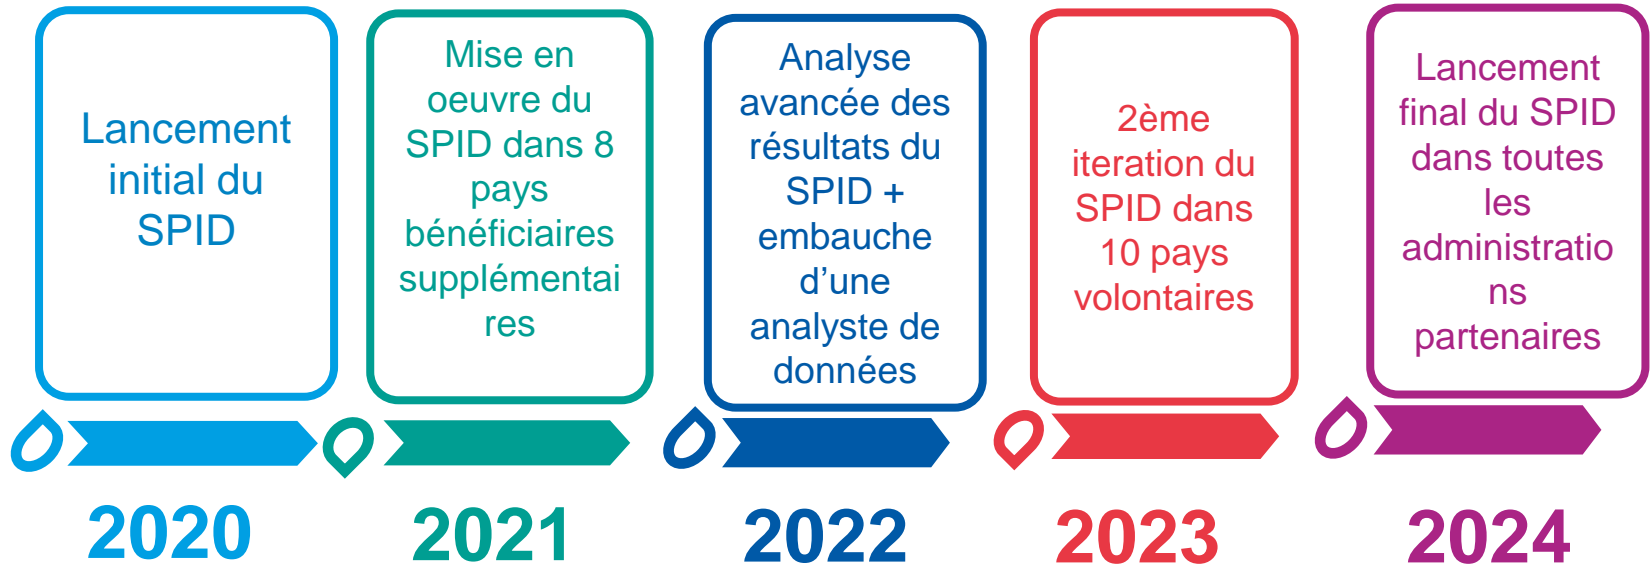 Lancement
initial du
SPID
Mise en
oeuvre du
SPID dans 8
pays
bénéficiaires
supplémentai
res
Analyse
avancée des
résultats du
SPID +
embauche
d’une
analyste de
données
2ème
iteration du
SPID dans
10 pays
volontaires
Lancement
final du SPID
dans toutes
les
administratio
ns
partenaires
2020
2021
2022
2023
2024